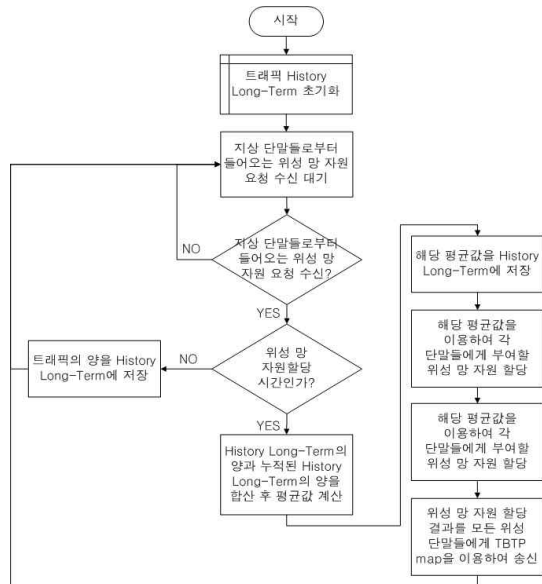 시작
트래픽 History
Long-Term 초기화
지상 단말들로부터
들어오는 위성 망 자원
요청 수신 대기
NO
지상 단말들로부터
들어오는 위성 망
자원 요청 수신?
YES
트래픽의 양을 History
Long-Term에 저장
NO
위성 망
자원할당
시간인가?
YES
History Long-Term의
양과 누적된 History
Long-Term의 양을
합산 후 평균값 계산
해당 평균값을 History
Long-Term에 저장
해당 평균값을
이용하여 각
단말들에게 부여할
위성 망 자원 할당
해당 평균값을
이용하여 각
단말들에게 부여할
위성 망 자원 할당
위성 망 자원 할당
결과를 모든 위성
단말들에게 TBTP
map을 이용하여 송신